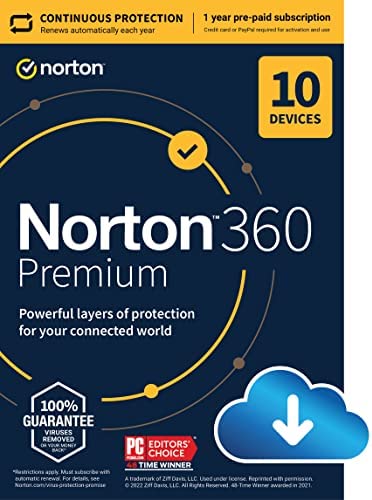 CONTINUOUS PROTECTION
Renews automatically each year
1 year pre-paid subscription
Credit card or PayPal required for activation and use
norton
10
DEVICES
Norton™ 360
Premium
Powerful layers of protection
for your connected world
100%
GUARANTEE
VIRUSES
REMOVED
OR YOUR MONEY
BACK*
PC
EDITORS'
CHOICE
48 TIME WINNER
*Restrictions apply. Must subscribe with
automatic renewal. For details, see
Norton.com/virus-protection-promise
A trademark of Ziff Davis, LLC. Used under license. Reprinted with permission.
© 2022 Ziff Davis, LLC. All Rights Reserved. 48-Time Winner awarded in 2021.